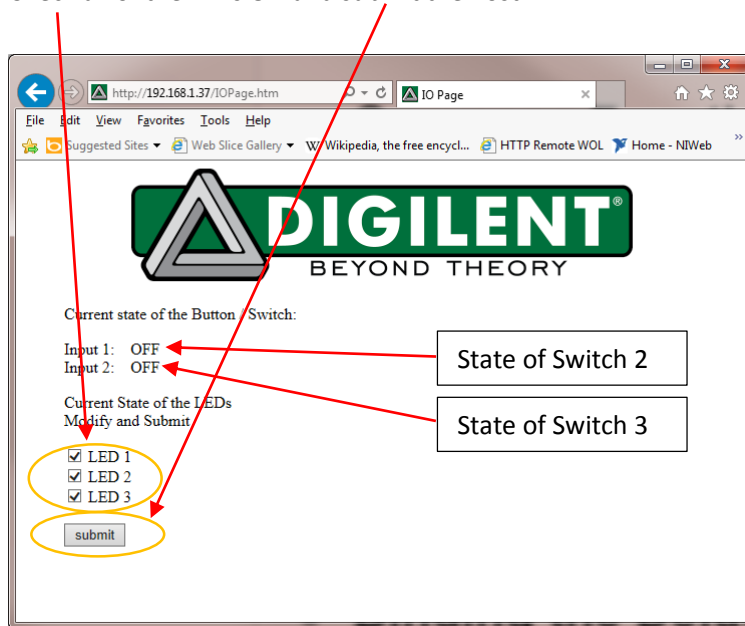 http://192.168.1.37/IOPage.htm
IO Page
File Edit View Favorites Tools Help
Suggested Sites Web Slice Gallery Wikipedia, the free encycl... HTTP Remote WOL Home - NIWeb
DIGILENT®
BEYOND THEORY
Current state of the Button / Switch:
Input 1: OFF
State of Switch 2
Input 2: OFF
Current State of the LEDs
Modify and Submit
State of Switch 3
LED 1
LED 2
LED 3
submit